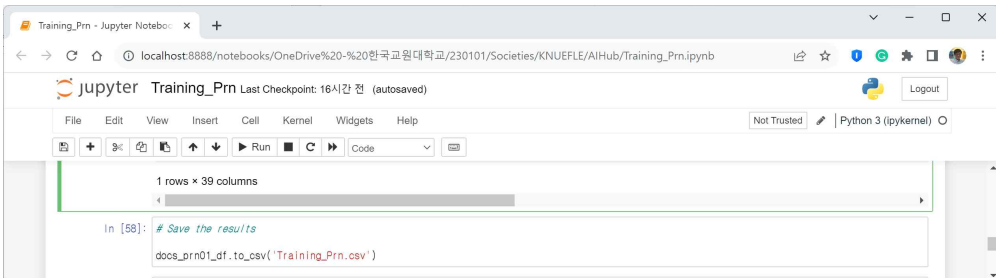 Training_Prn - Jupyter Noteboo
localhost:8888/notebooks/OneDrive%20-%20한국교원대학교/230101/Societies/KNUEFLE/AIHub/Training_Prn.ipynb
jupyter Training_Prn Last Checkpoint: 16시간 전 (autosaved)
Logout
File Edit View Insert Cell Kernel Widgets Help
Not Trusted Python 3 (ipykernel)
Run Code
1 rows × 39 columns
In [58]: # Save the results
docs_prn01_df.to_csv('Training_Prn.csv')